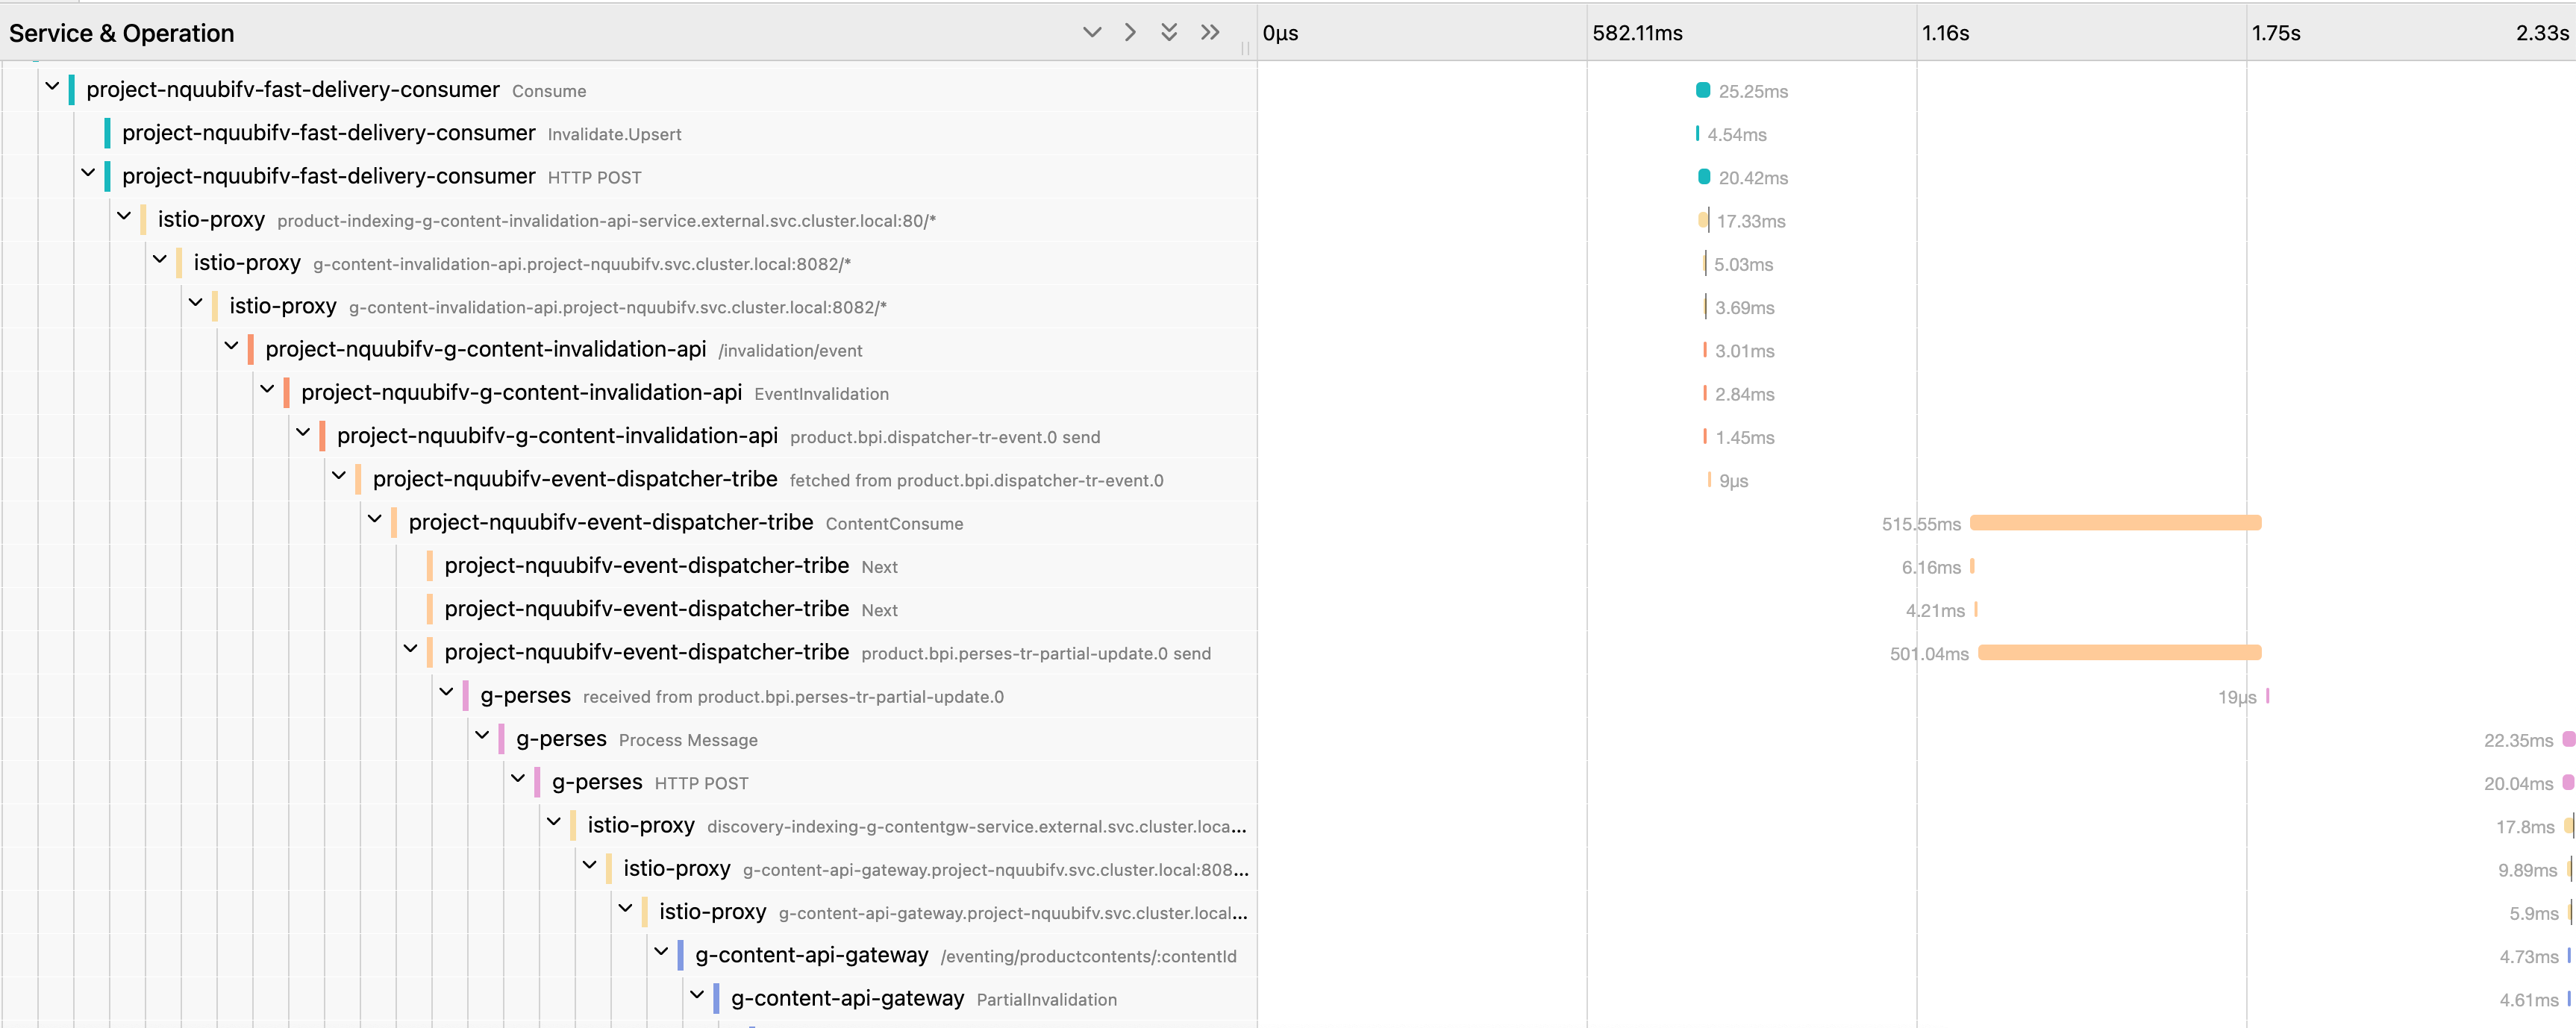 Service & Operation 0μs 582.11ms 1.16s 1.75s 2.33s
project-nquubifv-fast-delivery-consumer Consume 25.25ms
project-nquubifv-fast-delivery-consumer Invalidate.Upsert 4.54ms
project-nquubifv-fast-delivery-consumer HTTP POST 20.42ms
istio-proxy product-indexing-g-content-invalidation-api-service.external.svc.cluster.local:80/* 17.33ms
istio-proxy g-content-invalidation-api.project-nquubifv.svc.cluster.local:8082/* 5.03ms
istio-proxy g-content-invalidation-api.project-nquubifv.svc.cluster.local:8082/* 3.69ms
project-nquubifv-g-content-invalidation-api /invalidation/event 3.01ms
project-nquubifv-g-content-invalidation-api EventInvalidation 2.84ms
project-nquubifv-g-content-invalidation-api product.bpi.dispatcher-tr-event.0 send 1.45ms
project-nquubifv-event-dispatcher-tribe fetched from product.bpi.dispatcher-tr-event.0 9μs
project-nquubifv-event-dispatcher-tribe ContentConsume 515.55ms
project-nquubifv-event-dispatcher-tribe Next 6.16ms
project-nquubifv-event-dispatcher-tribe Next 4.21ms
project-nquubifv-event-dispatcher-tribe product.bpi.perses-tr-partial-update.0 send 501.04ms
g-perses received from product.bpi.perses-tr-partial-update.0 19μs
g-perses Process Message 22.35ms
g-perses HTTP POST 20.04ms
istio-proxy discovery-indexing-g-contentgw-service.external.svc.cluster.loca... 17.8ms
istio-proxy g-content-api-gateway.project-nquubifv.svc.cluster.local:808... 9.89ms
istio-proxy g-content-api-gateway.project-nquubifv.svc.cluster.local... 5.9ms
g-content-api-gateway /eventing/productcontents/:contentId 4.73ms
g-content-api-gateway PartialInvalidation 4.61ms